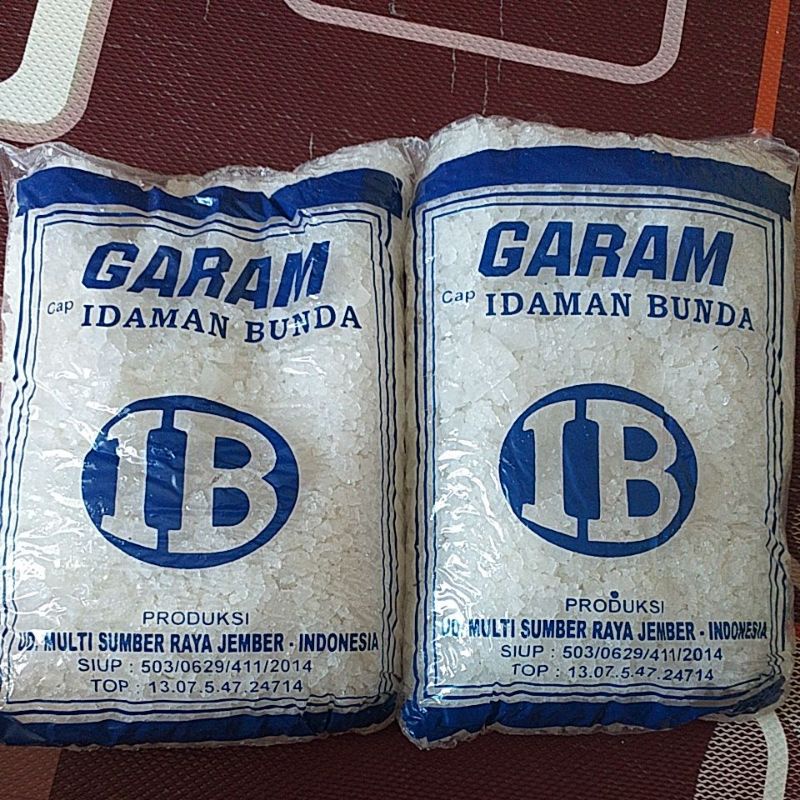 GARAM
Cap IDAMAN BUNDA
IB
PRODUKSI
UD. MULTI SUMBER RAYA JEMBER - INDONESIA
SIUP : 503/0629/411/2014
TOP : 13.07.5.47.24714
GARAM
Cap IDAMAN BUNDA
IB
PRODUKSI
UD. MULTI SUMBER RAYA JEMBER - INDONESIA
SIUP : 503/0629/411/2014
TOP : 13.07.5.47.24714